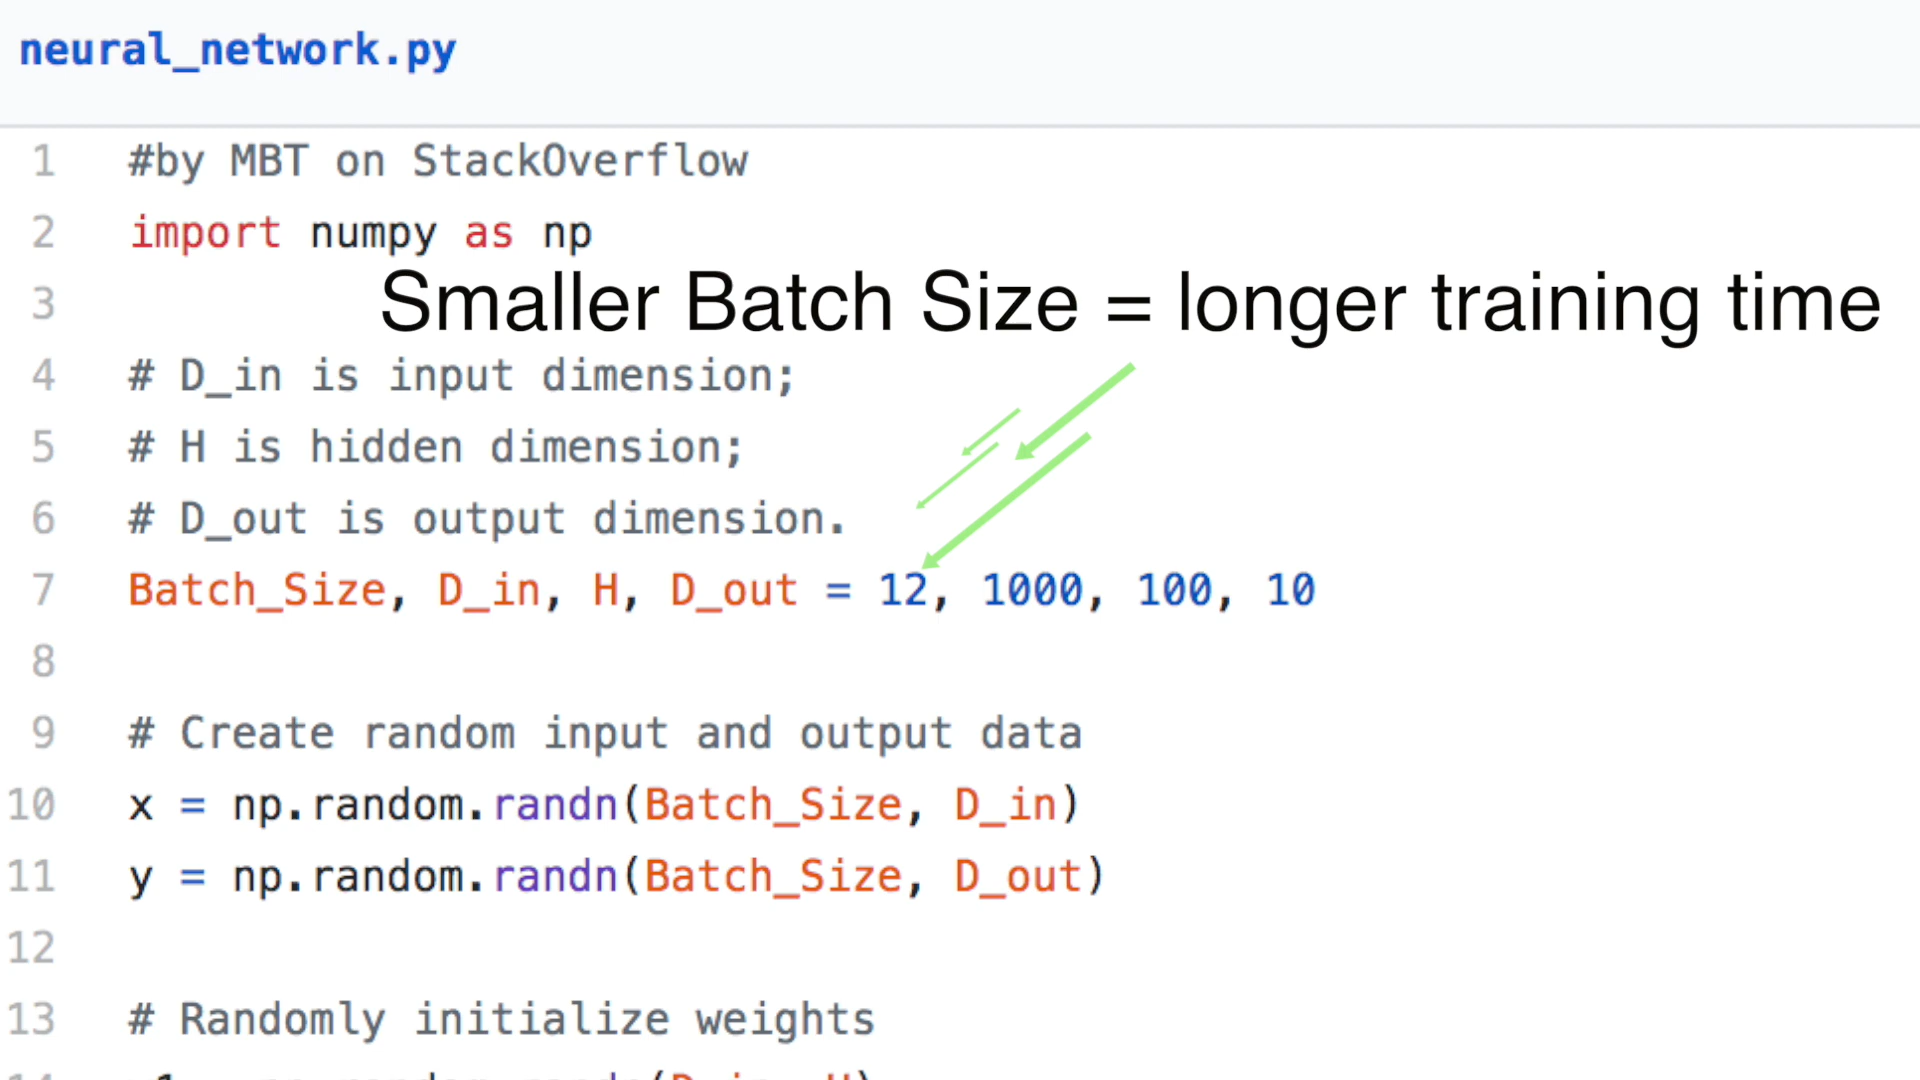 neural_network.py
1 #by MBT on StackOverflow
2 import numpy as np
3
Smaller Batch Size = longer training time
4 # D_in is input dimension;
5 # H is hidden dimension;
6 # D_out is output dimension.
7 Batch_Size, D_in, H, D_out = 12, 1000, 100, 10
8
9 # Create random input and output data
10 x = np.random.randn(Batch_Size, D_in)
11 y = np.random.randn(Batch_Size, D_out)
12
13 # Randomly initialize weights